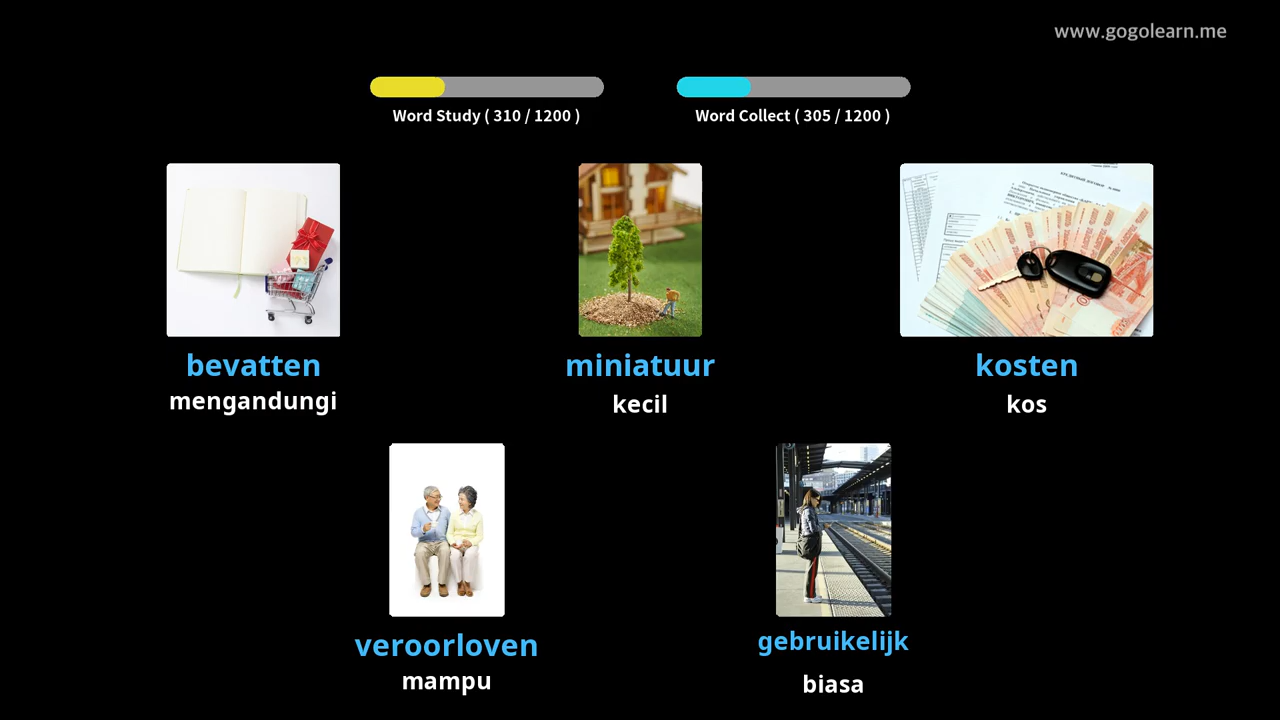 www.gogolearn.me
Word Study ( 310 / 1200 )
Word Collect ( 305 / 1200 )
bevatten
mengandungi
miniatuur
kecil
kosten
kos
veroorloven
mampu
gebruikelijk
biasa